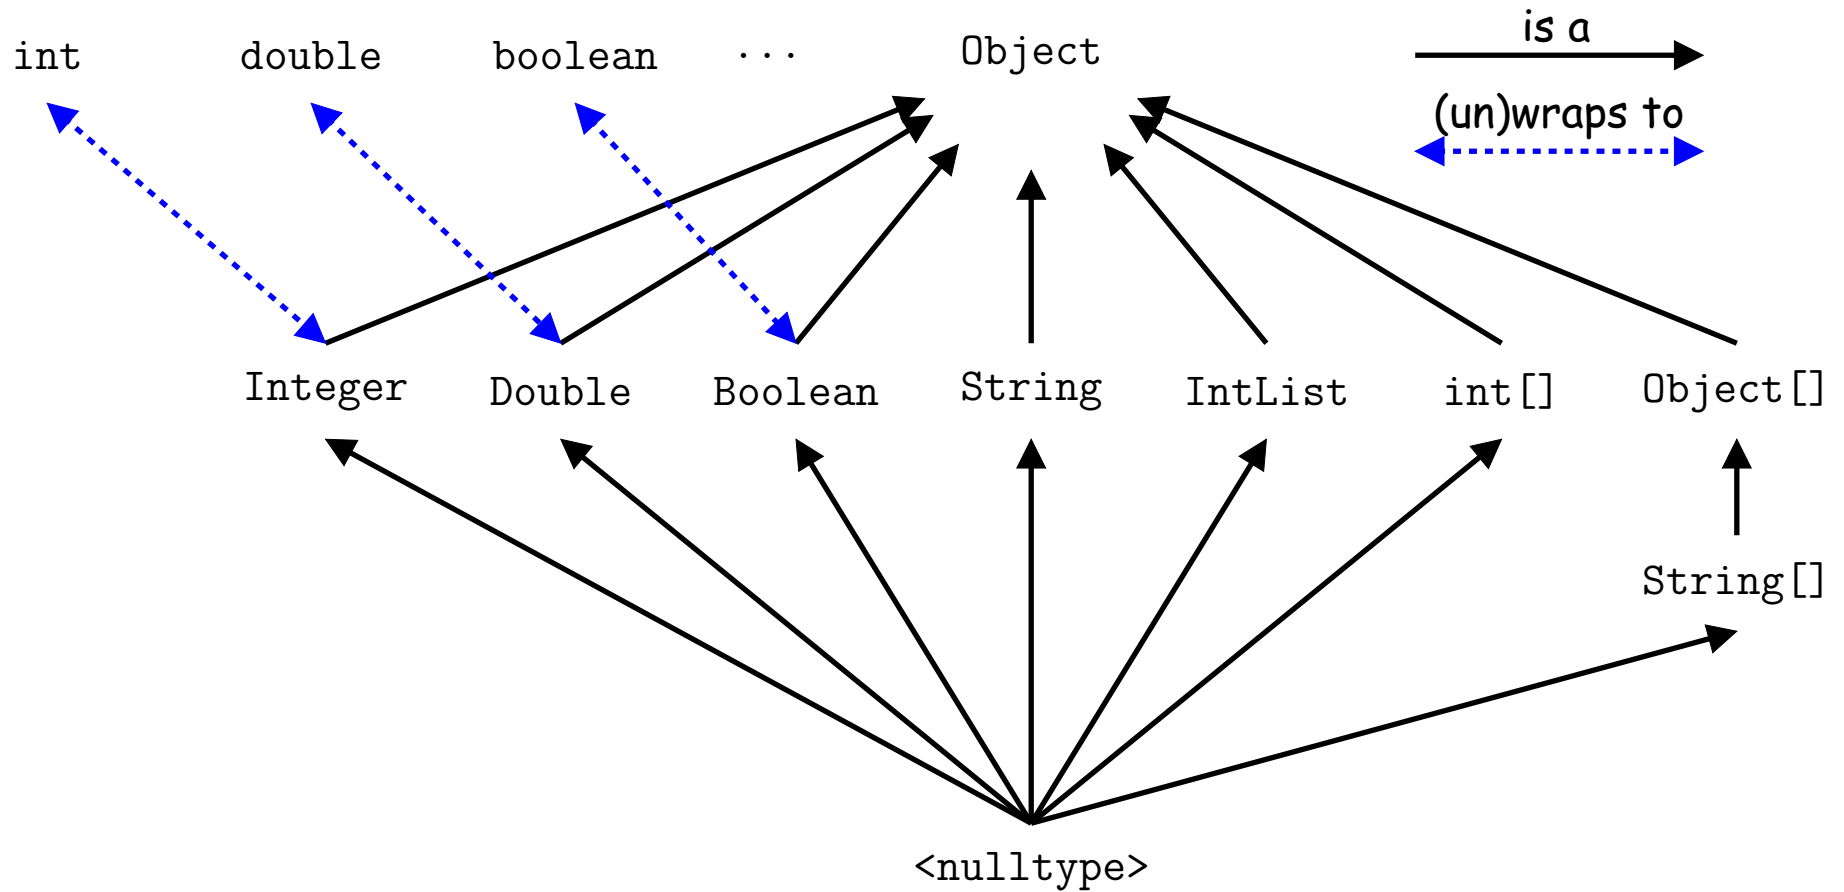 int double boolean ... Object
is a
(un)wraps to
Integer Double Boolean String IntList int[] Object[]
String[]
<nulltype>